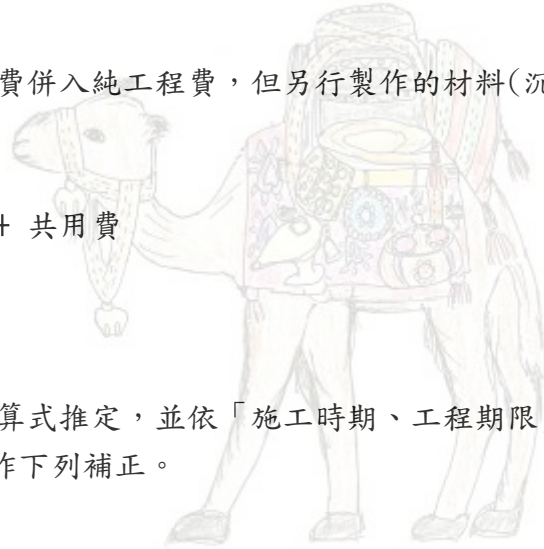 費併入純工程費，但另行製作的材料(沉
+ 共用費
算式推定，並依「施工時期、工程期限
作下列補正。